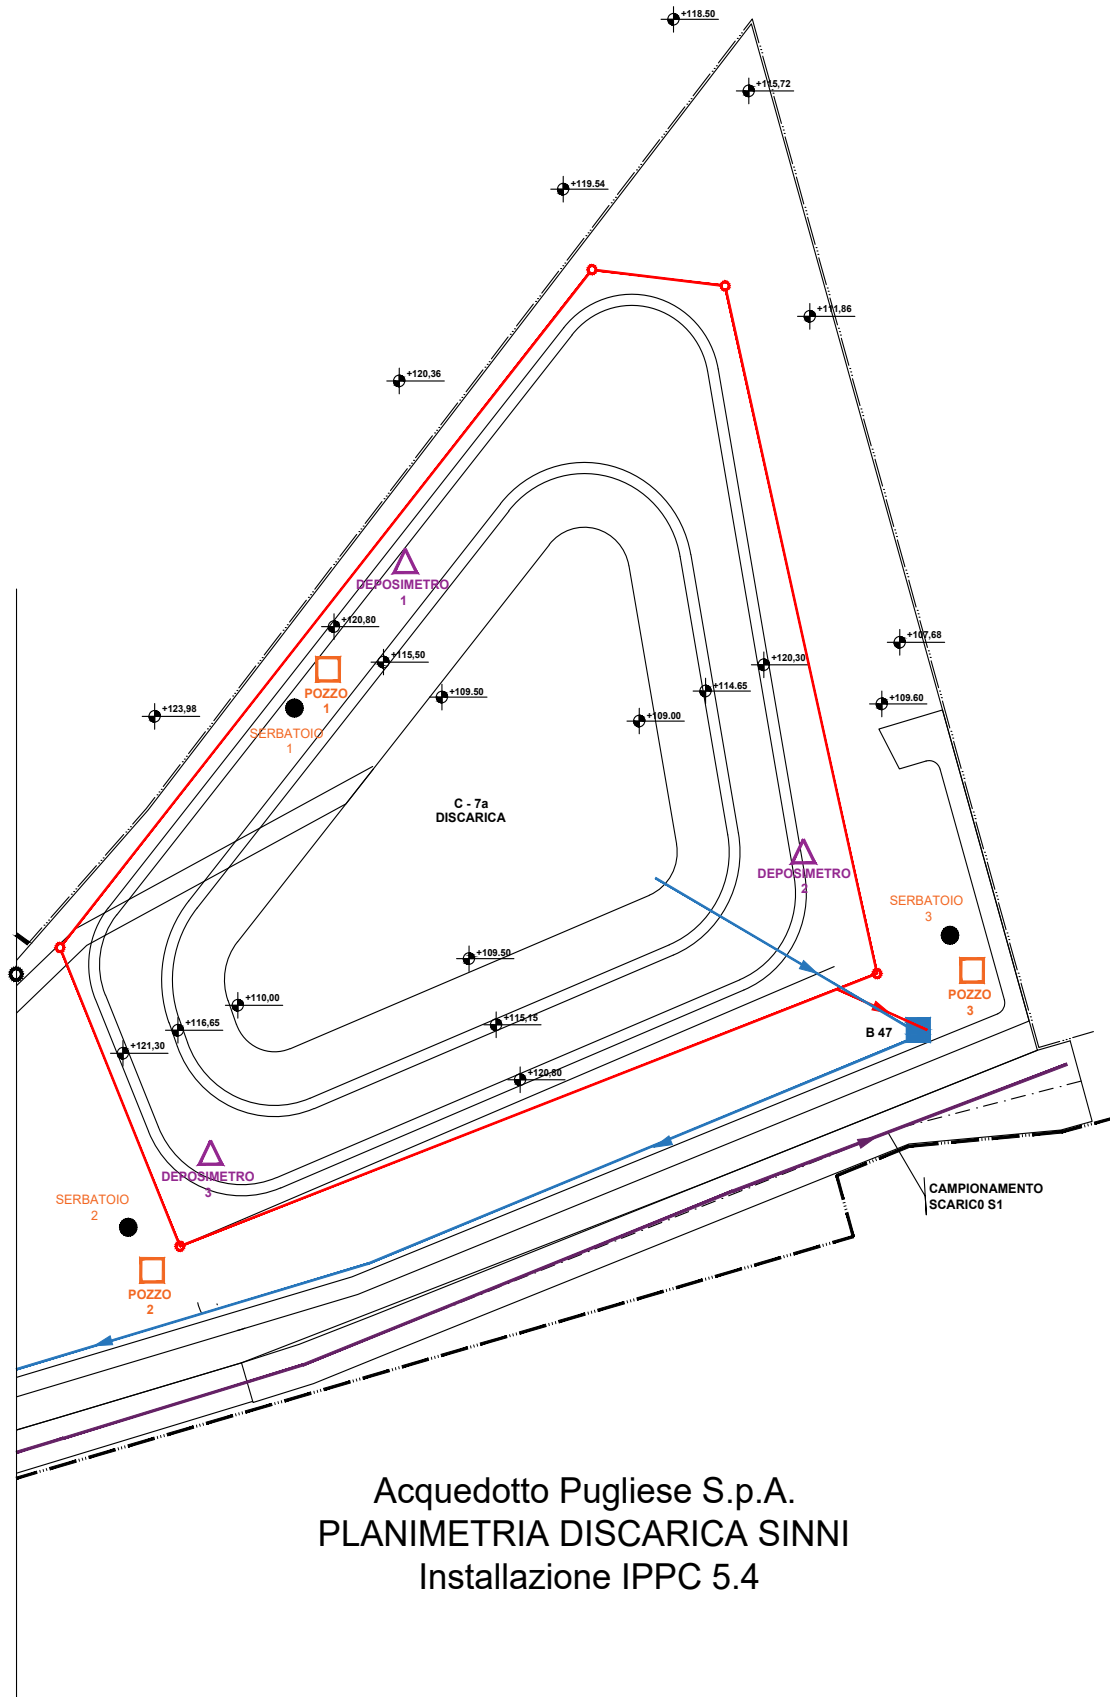 +118.50
+115,72
+119.54
+111,86
+120,36
DEPOSIMETRO
1
+120,80
+107,68
+115,50
+120,30
POZZO
1
+114.65
+109.50
+109.60
+123,98
+109.00
SERBATOIO
1
C - 7a
DISCARICA
DEPOSIMETRO
2
SERBATOIO
3
+109.50
POZZO
3
+110,00
+116,65
+115,15
B 47
+121,30
+120,80
DEPOSIMETRO
3
CAMPIONAMENTO
SCARIC0 S1
SERBATOIO
2
POZZO
2
Acquedotto Pugliese S.p.A.
PLANIMETRIA DISCARICA SINNI
Installazione IPPC 5.4